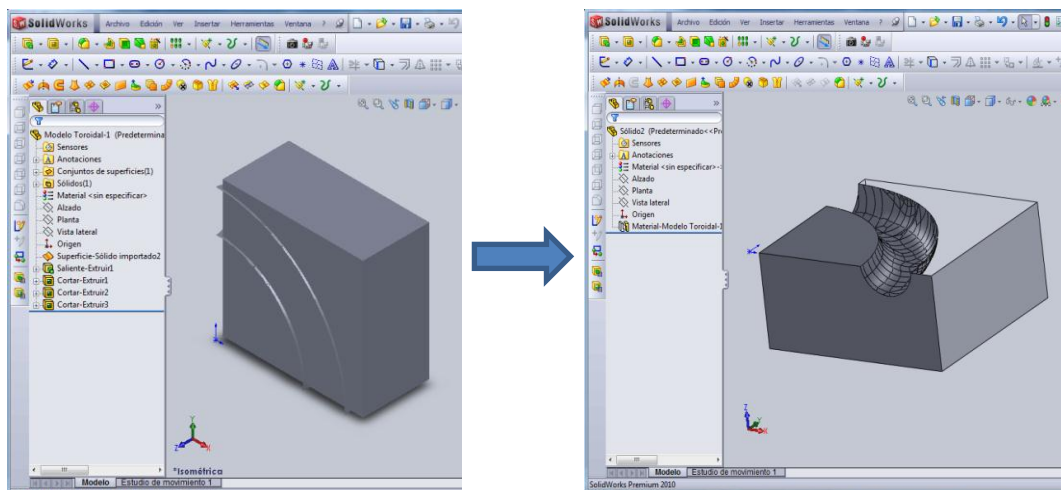 SolidWorks Archivo Edición Ver Insertar Herramientas Ventana ?
Modelo Toroidal-1 (Predetermina
Sensores
Anotaciones
Conjuntos de superficies(1)
Sólidos(1)
Material <sin especificar>
Alzado
Planta
Vista lateral
Origen
Superficie-Sólido importado2
Saliente-Extruir1
Cortar-Extruir1
Cortar-Extruir2
Cortar-Extruir3
Y
Z X
*Isométrica
Modelo Estudio de movimiento 1
SolidWorks Archivo Edición Ver Insertar Herramientas Ventana ?
Sólido2 (Predeterminado<<Pr
Sensores
Anotaciones
Material <sin especificar>
Alzado
Planta
Vista lateral
Origen
Material-Modelo Toroidal-1
Z
Modelo Estudio de movimiento 1
SolidWorks Premium 2010